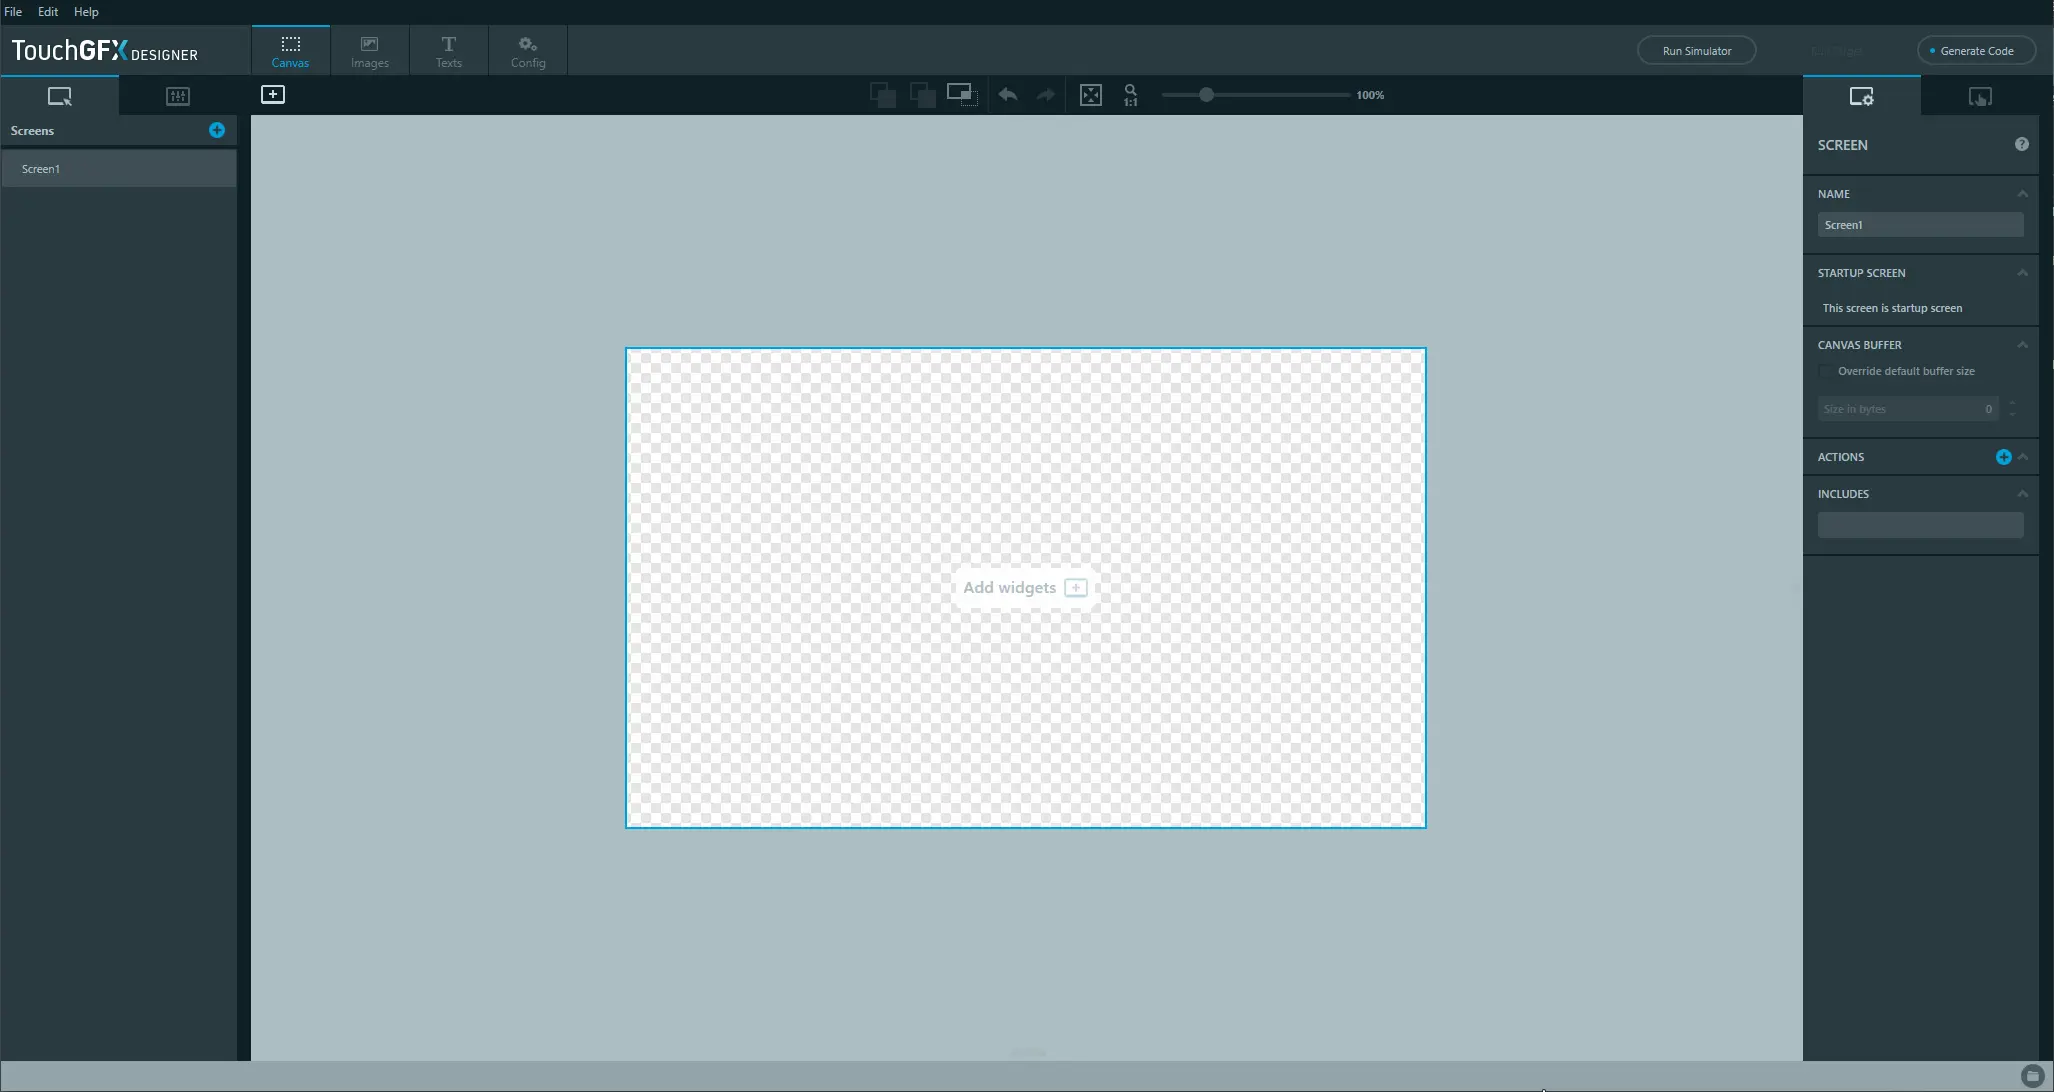 File Edit Help
TouchGFX DESIGNER
Canvas
Images
Texts
Config
Run Simulator
Generate Code
1:1
100%
Screens
Screen1
Add widgets
SCREEN
NAME
Screen1
STARTUP SCREEN
This screen is startup screen
CANVAS BUFFER
Override default buffer size
Size in bytes 0
ACTIONS
INCLUDES